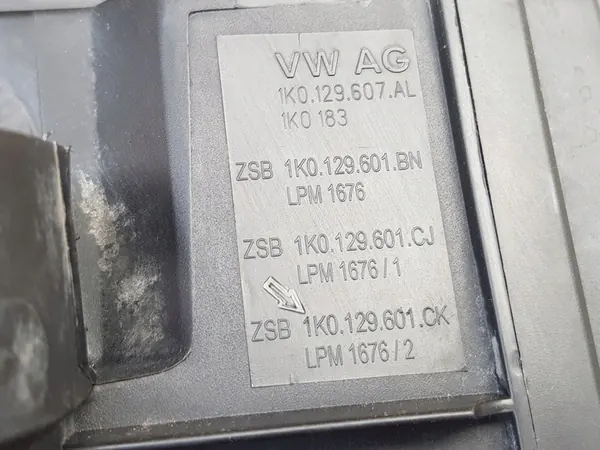 VW AG
1K0.129.607.AL
1K0 183
ZSB 1K0.129.601.BN
LPM 1676
ZSB 1K0.129.601.CJ
LPM 1676 / 1
ZSB 1K0.129.601.CK
LPM 1676 / 2